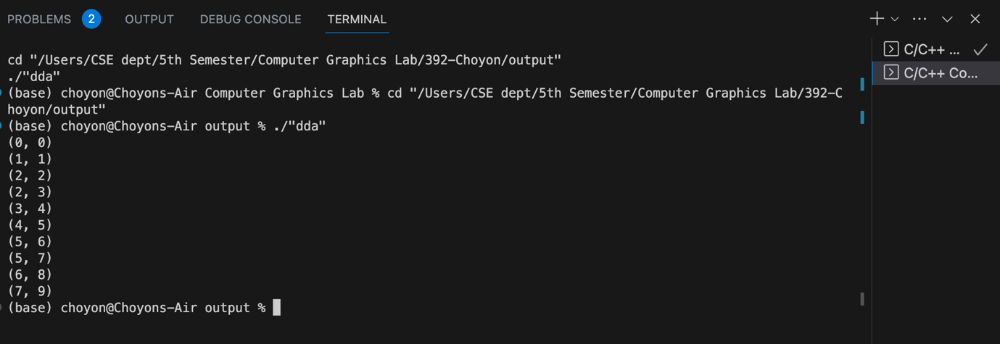 PROBLEMS 2 OUTPUT DEBUG CONSOLE TERMINAL
cd "/Users/CSE dept/5th Semester/Computer Graphics Lab/392-Choyon/output"
./"dda"
(base) choyon@Choyons-Air Computer Graphics Lab % cd "/Users/CSE dept/5th Semester/Computer Graphics Lab/392-C
hoyon/output"
(base) choyon@Choyons-Air output % ./"dda"
(0, 0)
(1, 1)
(2, 2)
(2, 3)
(3, 4)
(4, 5)
(5, 6)
(5, 7)
(6, 8)
(7, 9)
(base) choyon@Choyons-Air output %
C/C++ ...
C/C++ Co...